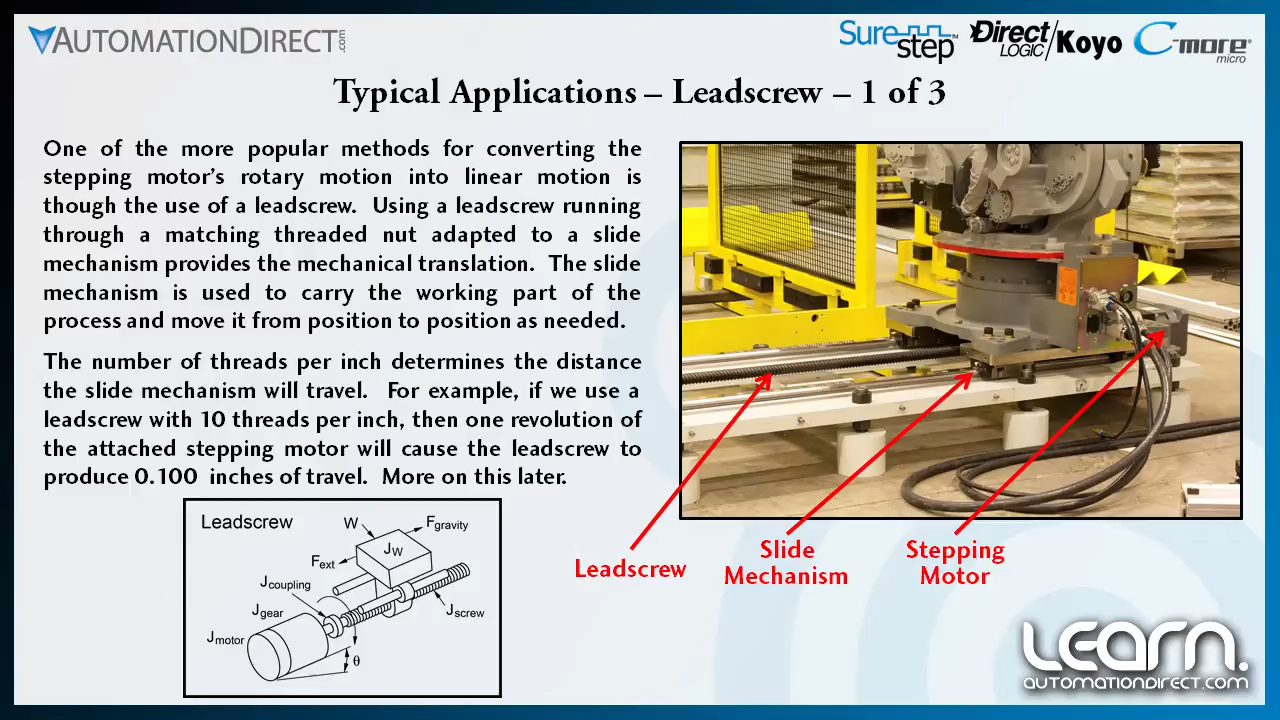 AUTOMATIONDIRECT.com
Sure step™
Direct LOGIC / Koyo
C-more® micro
Typical Applications – Leadscrew – 1 of 3
One of the more popular methods for converting the
stepping motor's rotary motion into linear motion is
though the use of a leadscrew. Using a leadscrew running
through a matching threaded nut adapted to a slide
mechanism provides the mechanical translation. The slide
mechanism is used to carry the working part of the
process and move it from position to position as needed.
The number of threads per inch determines the distance
the slide mechanism will travel. For example, if we use a
leadscrew with 10 threads per inch, then one revolution of
the attached stepping motor will cause the leadscrew to
produce 0.100 inches of travel. More on this later.
Leadscrew
W
Fgravity
JW
Fext
Jcoupling
Jgear
Jscrew
Jmotor
θ
Leadscrew
Slide
Mechanism
Stepping
Motor
LEARN.
AUTOMATIONDIRECT.COM